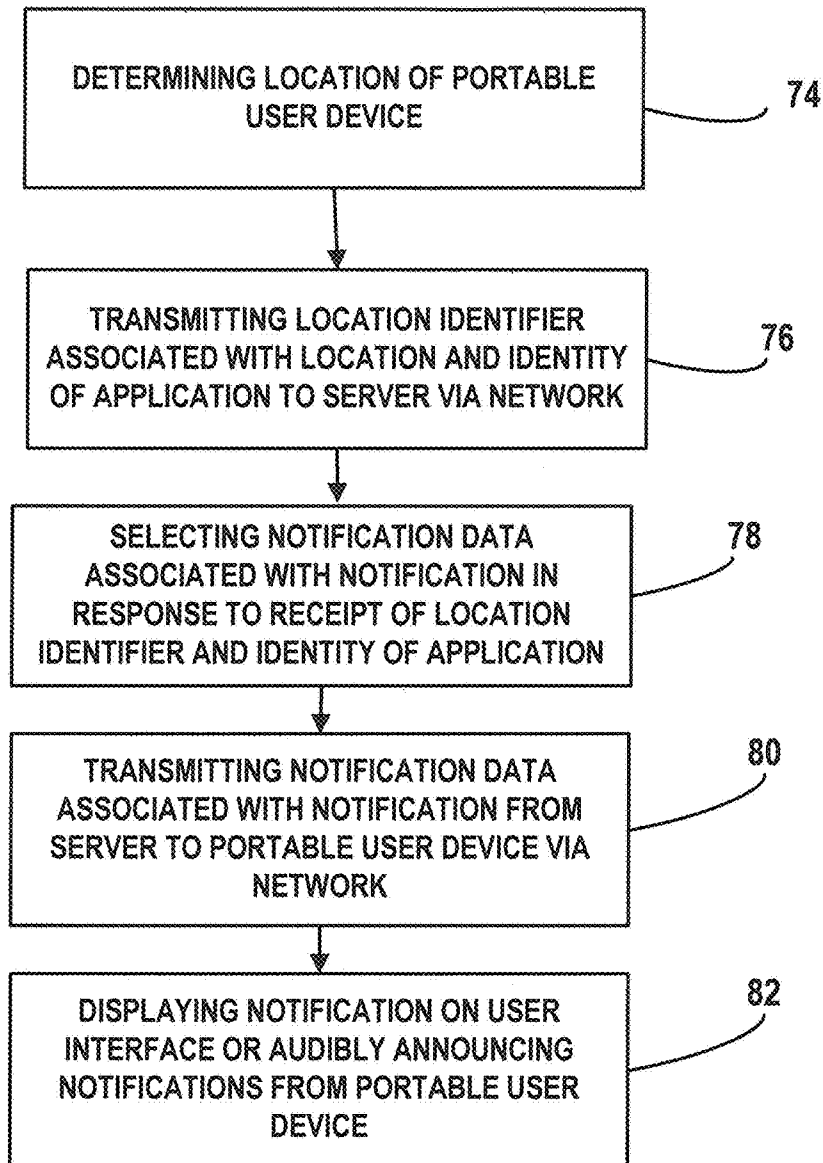 DETERMINING LOCATION OF PORTABLE
USER DEVICE
74
TRANSMITTING LOCATION IDENTIFIER
ASSOCIATED WITH LOCATION AND IDENTITY
OF APPLICATION TO SERVER VIA NETWORK
76
SELECTING NOTIFICATION DATA
ASSOCIATED WITH NOTIFICATION IN
RESPONSE TO RECEIPT OF LOCATION
IDENTIFIER AND IDENTITY OF APPLICATION
78
TRANSMITTING NOTIFICATION DATA
ASSOCIATED WITH NOTIFICATION FROM
SERVER TO PORTABLE USER DEVICE VIA
NETWORK
80
DISPLAYING NOTIFICATION ON USER
INTERFACE OR AUDIBLY ANNOUNCING
NOTIFICATIONS FROM PORTABLE USER
DEVICE
82